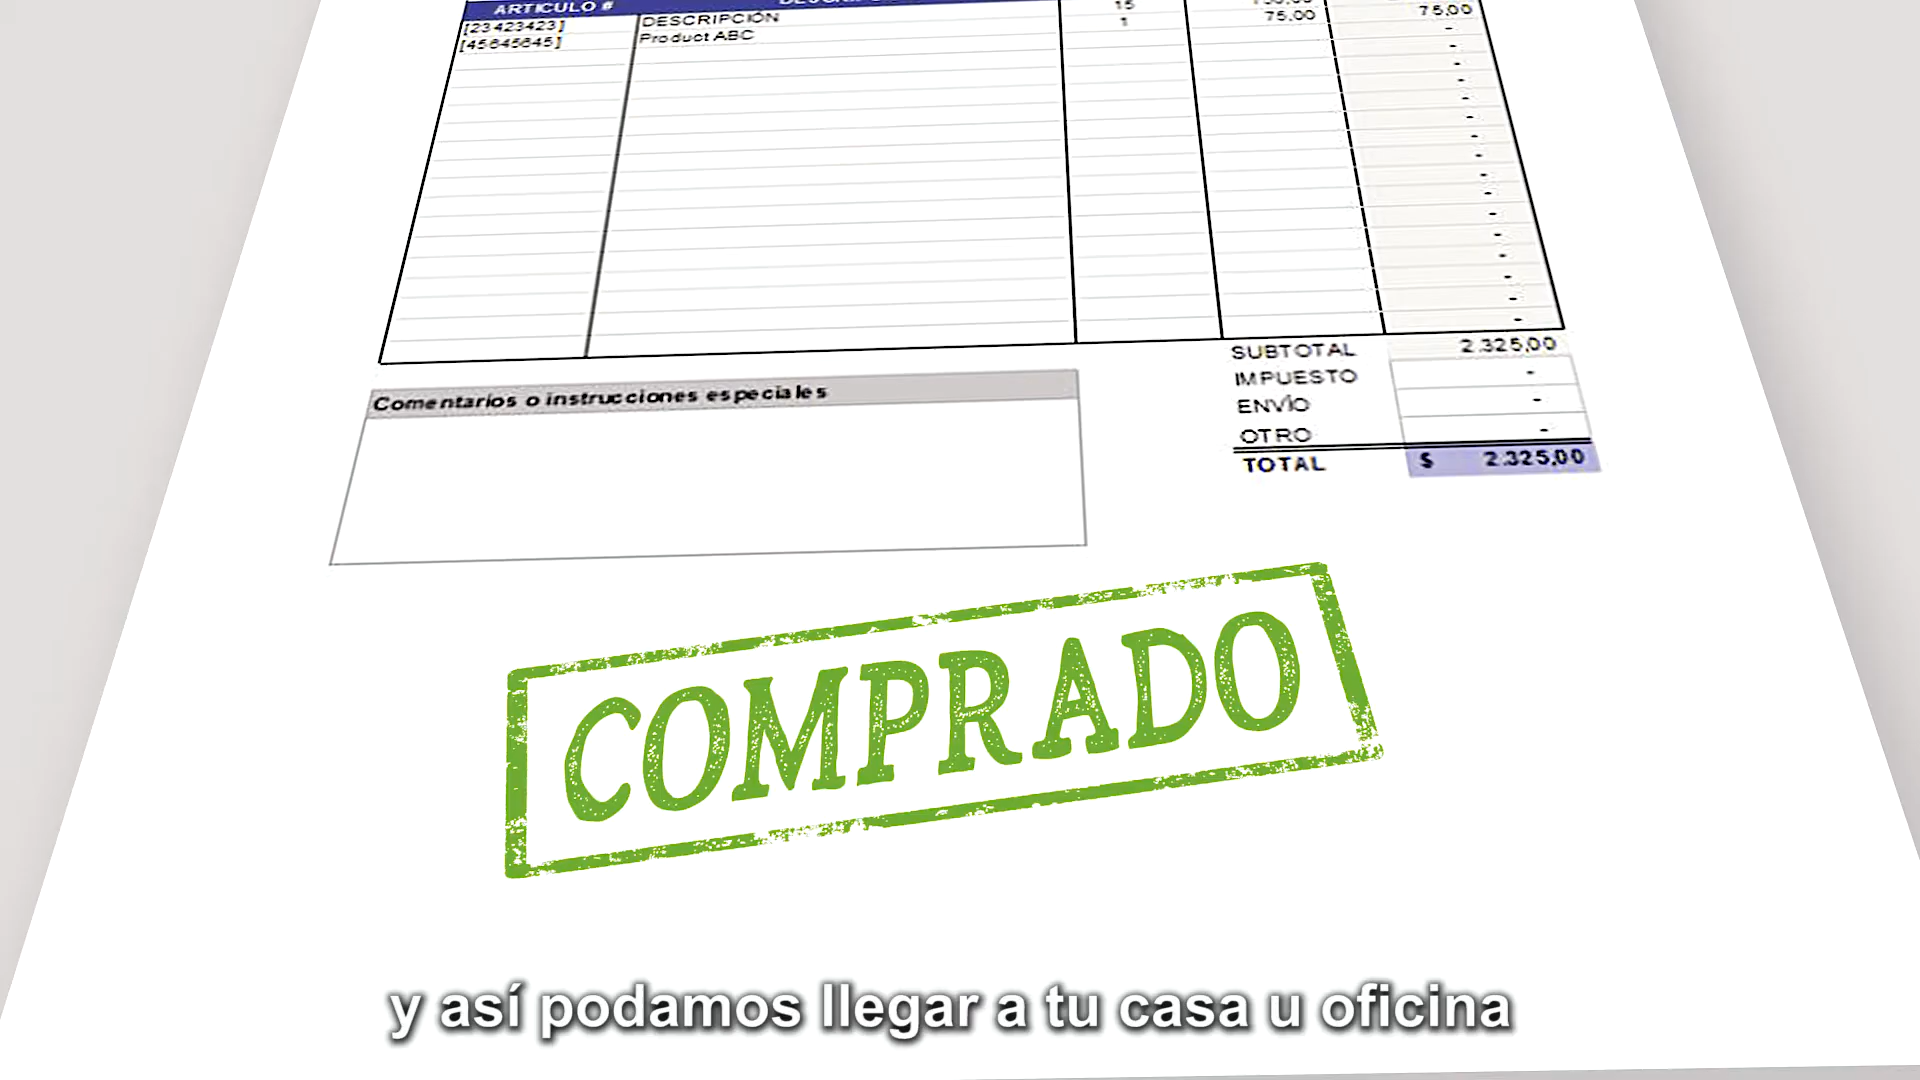 ARTICULO #
[23423423] DESCRIPCIÓN 15
[45645645] Product ABC 1 75,00 75,00
SUBTOTAL 2.325,00
IMPUESTO -
ENVÍO -
OTRO -
TOTAL $ 2.325,00
Comentarios o instrucciones especiales
COMPRADO
y así podamos llegar a tu casa u oficina